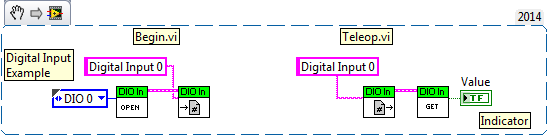 2014
Begin.vi
Teleop.vi
Digital Input
Example
Digital Input 0
Digital Input 0
DIO 0
DIO In
OPEN
DIO In
#
DIO In
#
DIO In
GET
Value
TF
Indicator